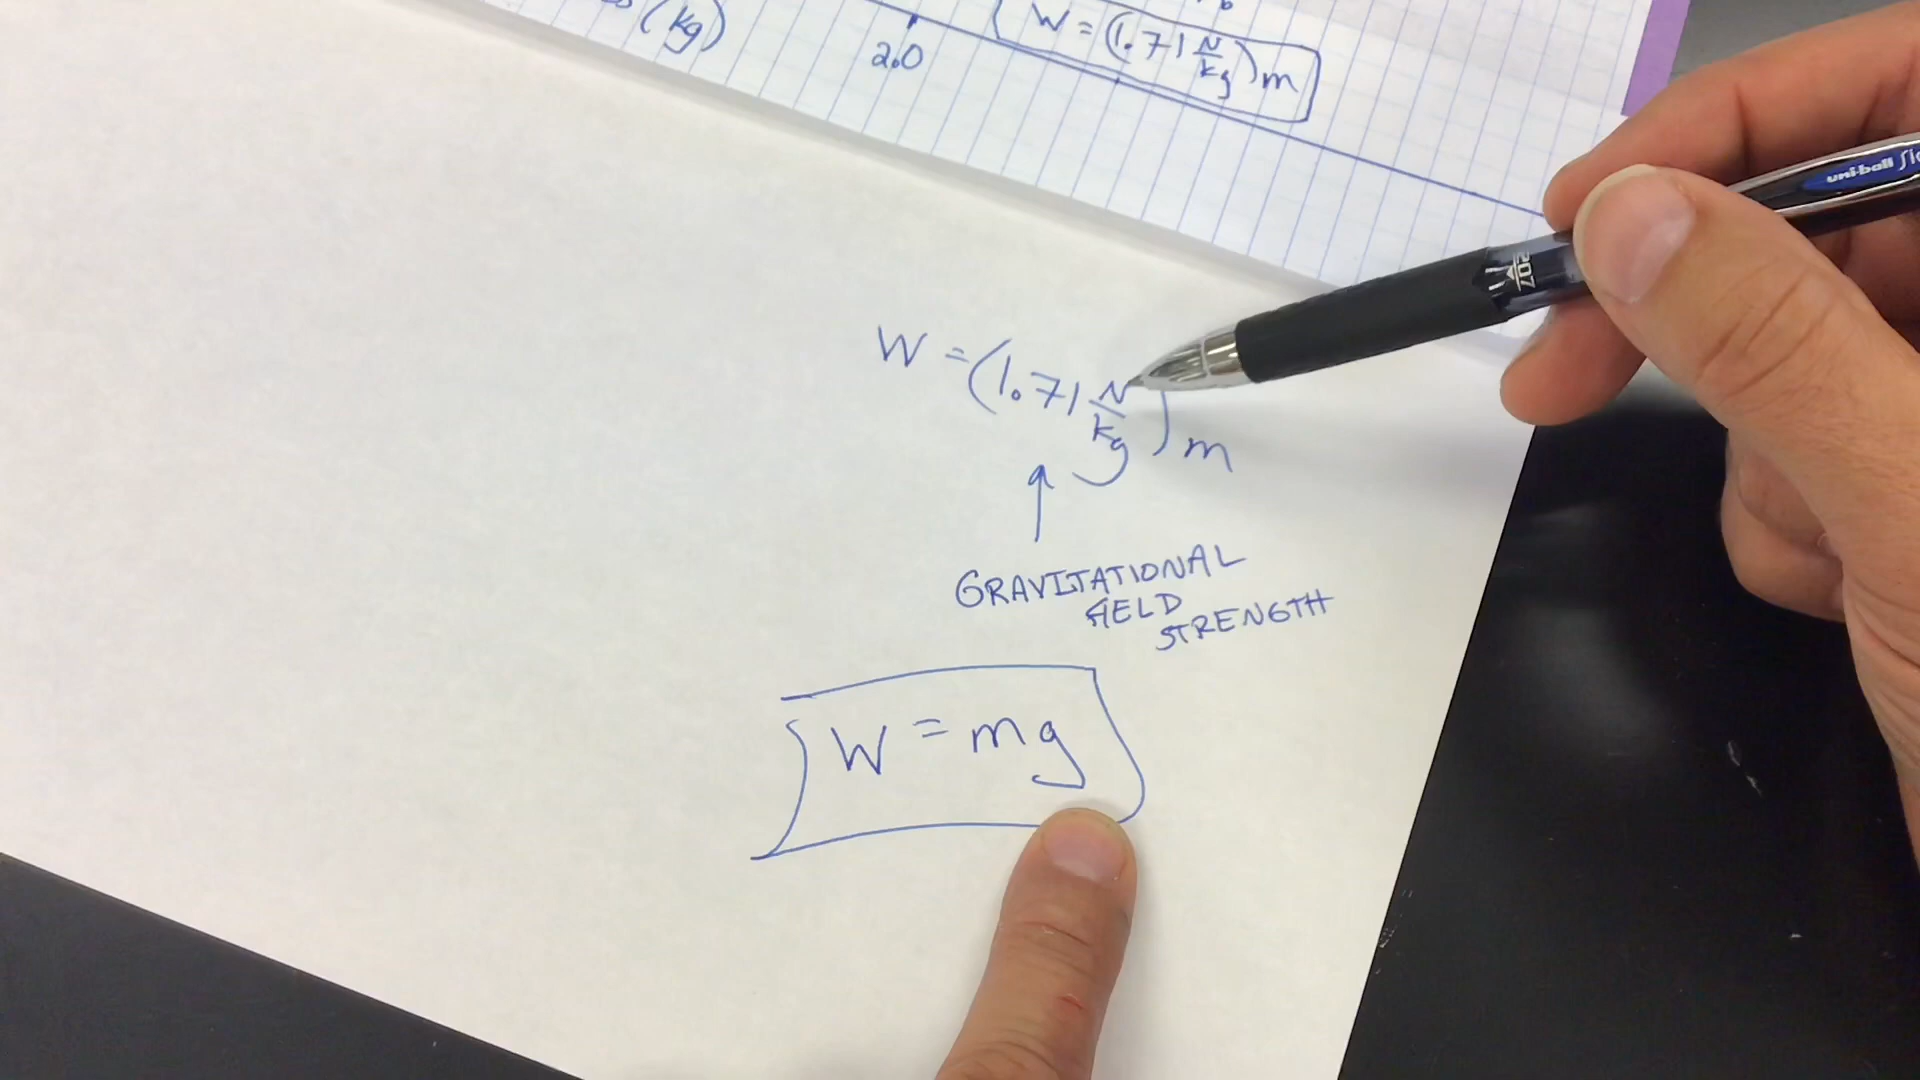 (kg)
2.0
W = (1.71 N/kg) m
uni-ball
207
W = (1.71 N/kg) m
GRAVITATIONAL
FIELD
STRENGTH
W = mg